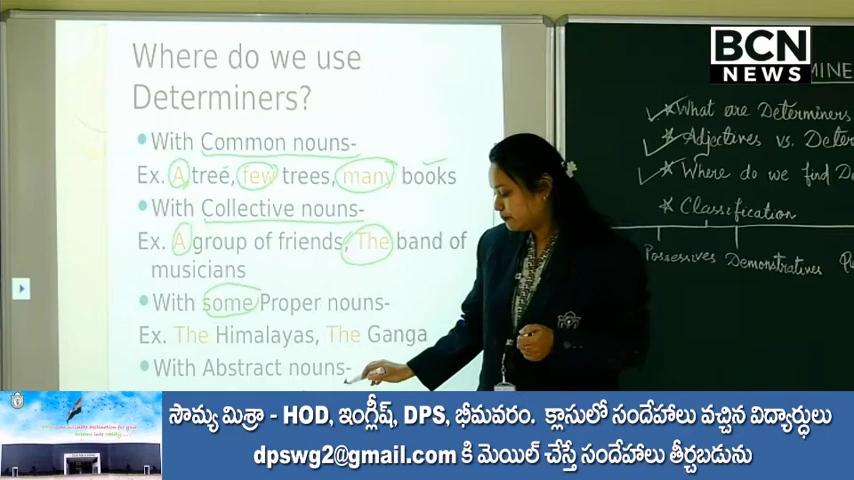 Where do we use
Determiners?
With Common nouns-
Ex. A tree, few trees, many books
With Collective nouns-
Ex. A group of friends, The band of
musicians
With some Proper nouns-
Ex. The Himalayas, The Ganga
With Abstract nouns-
BCN
NEWS
What are Determiners
Adjectives vs.
Where do we find
Classification
Possessives Demonstratives
సౌమ్య మిశ్రా - HOD, ఇంగ్లీష్, DPS, భీమవరం. క్లాసులో సందేహాలు వచ్చిన విద్యార్ధులు
dpswg2@gmail.com కి మెయిల్ చేస్తే సందేహాలు తీర్చబడును